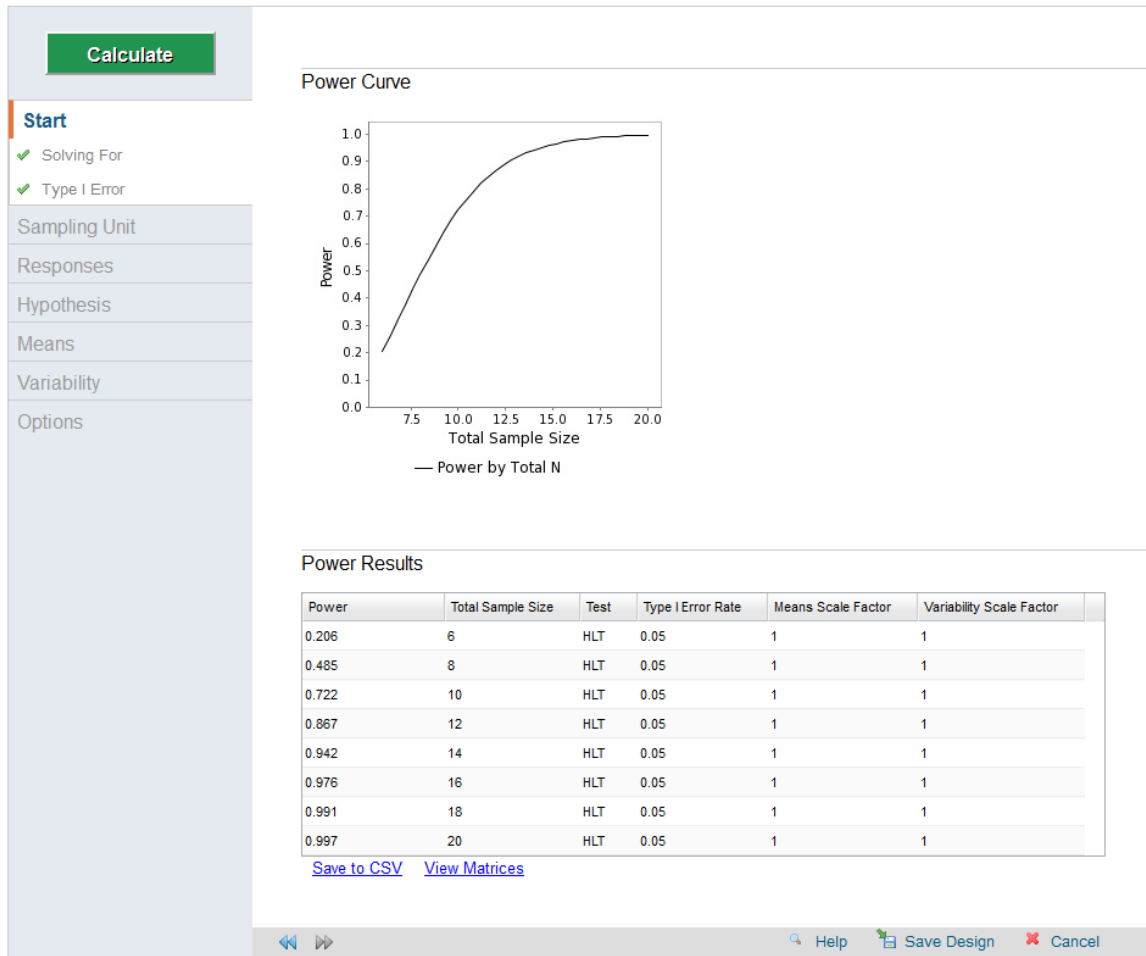 Calculate
Start
Solving For
Type I Error
Sampling Unit
Responses
Hypothesis
Means
Variability
Options
Power Curve
1.0
0.9
0.8
0.7
0.6
0.5
0.4
0.3
0.2
0.1
0.0
Power
7.5 10.0 12.5 15.0 17.5 20.0
Total Sample Size
— Power by Total N
Power Results
Power Total Sample Size Test Type I Error Rate Means Scale Factor Variability Scale Factor
0.206 6 HLT 0.05 1 1
0.485 8 HLT 0.05 1 1
0.722 10 HLT 0.05 1 1
0.867 12 HLT 0.05 1 1
0.942 14 HLT 0.05 1 1
0.976 16 HLT 0.05 1 1
0.991 18 HLT 0.05 1 1
0.997 20 HLT 0.05 1 1
Save to CSV View Matrices
Help Save Design Cancel